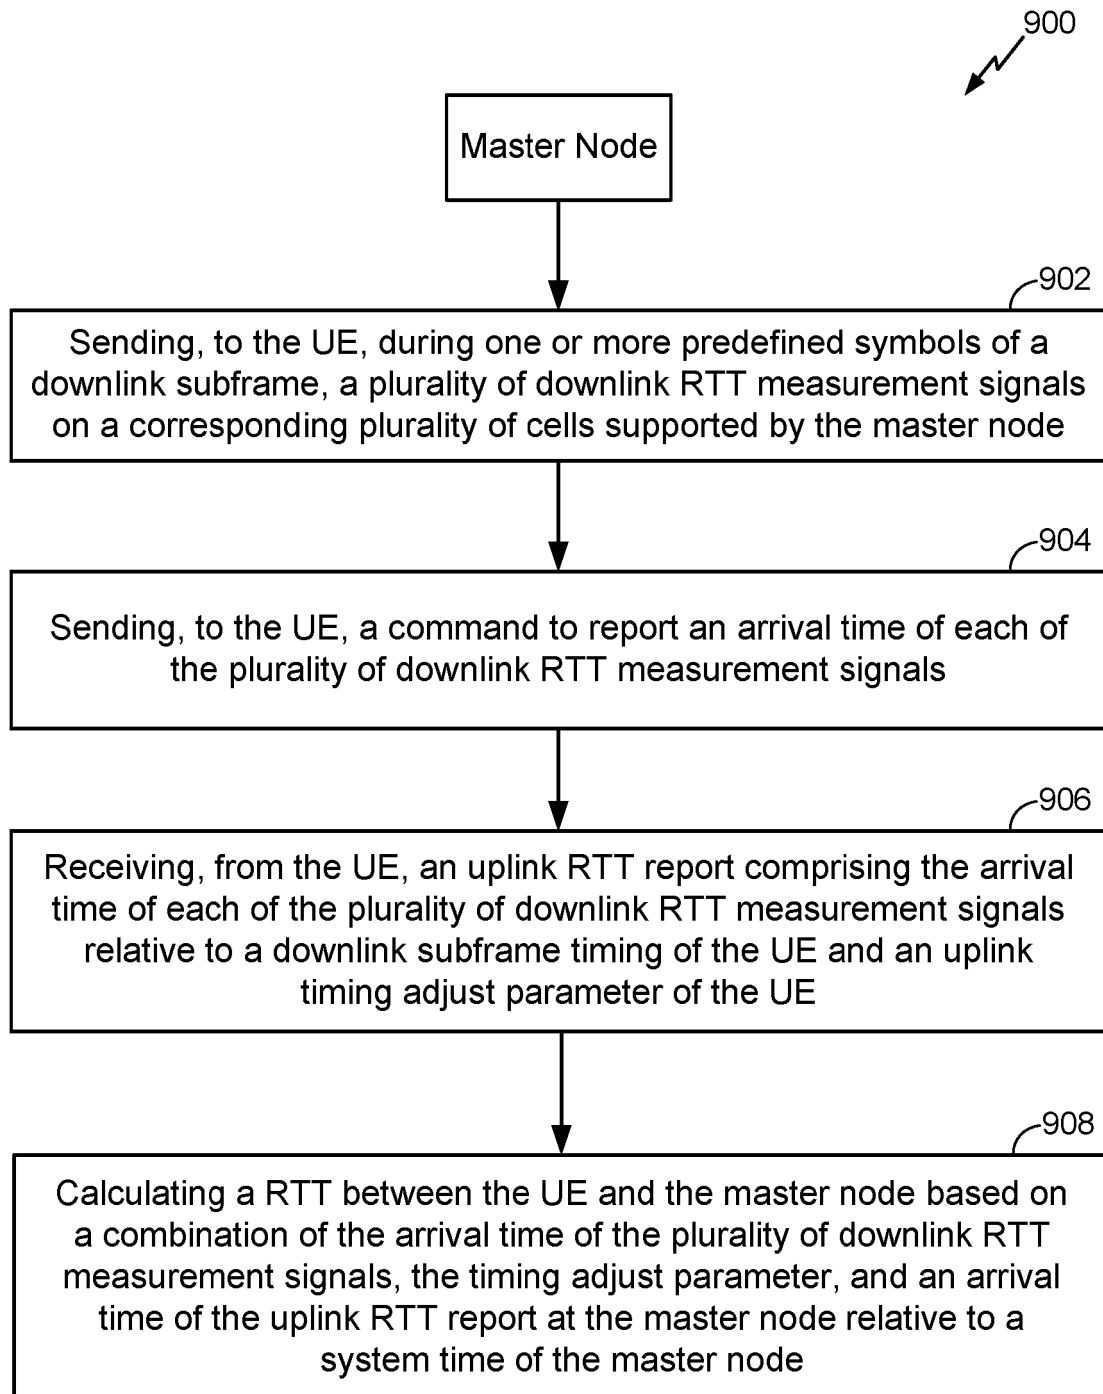 900
Master Node
902
Sending, to the UE, during one or more predefined symbols of a
downlink subframe, a plurality of downlink RTT measurement signals
on a corresponding plurality of cells supported by the master node
904
Sending, to the UE, a command to report an arrival time of each of
the plurality of downlink RTT measurement signals
906
Receiving, from the UE, an uplink RTT report comprising the arrival
time of each of the plurality of downlink RTT measurement signals
relative to a downlink subframe timing of the UE and an uplink
timing adjust parameter of the UE
908
Calculating a RTT between the UE and the master node based on
a combination of the arrival time of the plurality of downlink RTT
measurement signals, the timing adjust parameter, and an arrival
time of the uplink RTT report at the master node relative to a
system time of the master node